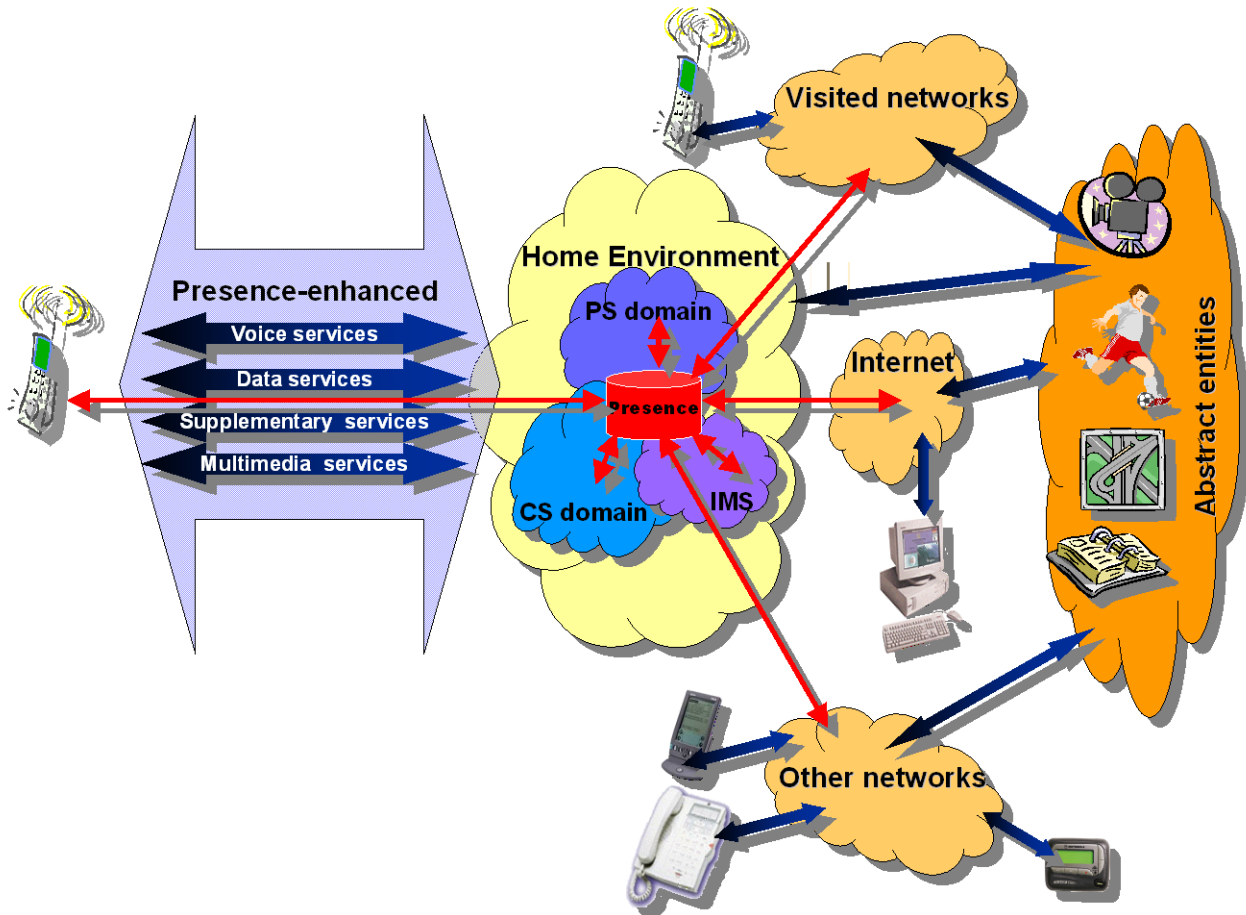 Visited networks
Home Environment
Presence-enhanced
PS domain
Voice services
Internet
Data services
Presence
Supplementary services
Multimedia services
CS domain
IMS
Abstract entities
Other networks